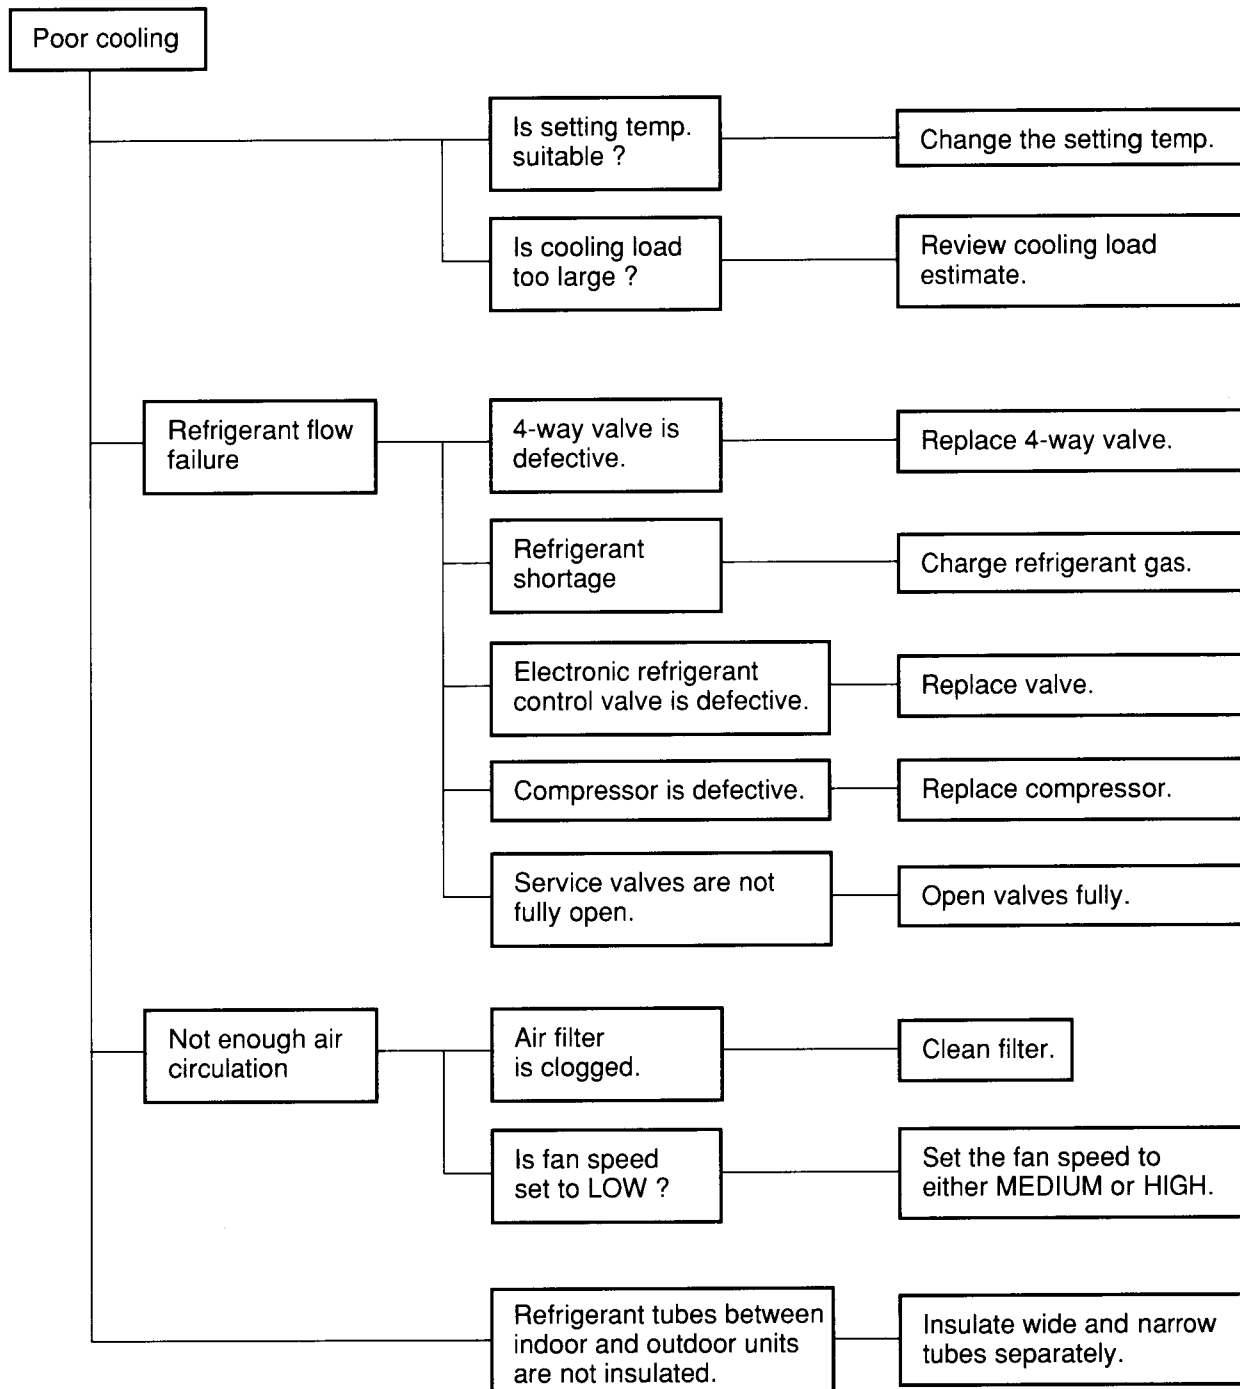 Poor cooling
Is setting temp.
suitable ?
Change the setting temp.
Is cooling load
too large ?
Review cooling load
estimate.
Refrigerant flow
failure
4-way valve is
defective.
Replace 4-way valve.
Refrigerant
shortage
Charge refrigerant gas.
Electronic refrigerant
control valve is defective.
Replace valve.
Compressor is defective.
Replace compressor.
Service valves are not
fully open.
Open valves fully.
Not enough air
circulation
Air filter
is clogged.
Clean filter.
Is fan speed
set to LOW ?
Set the fan speed to
either MEDIUM or HIGH.
Refrigerant tubes between
indoor and outdoor units
are not insulated.
Insulate wide and narrow
tubes separately.